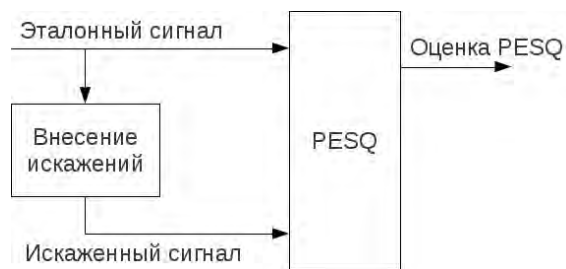 Эталонный сигнал
Оценка PESQ
Внесение
искажений
PESQ
Искаженный сигнал